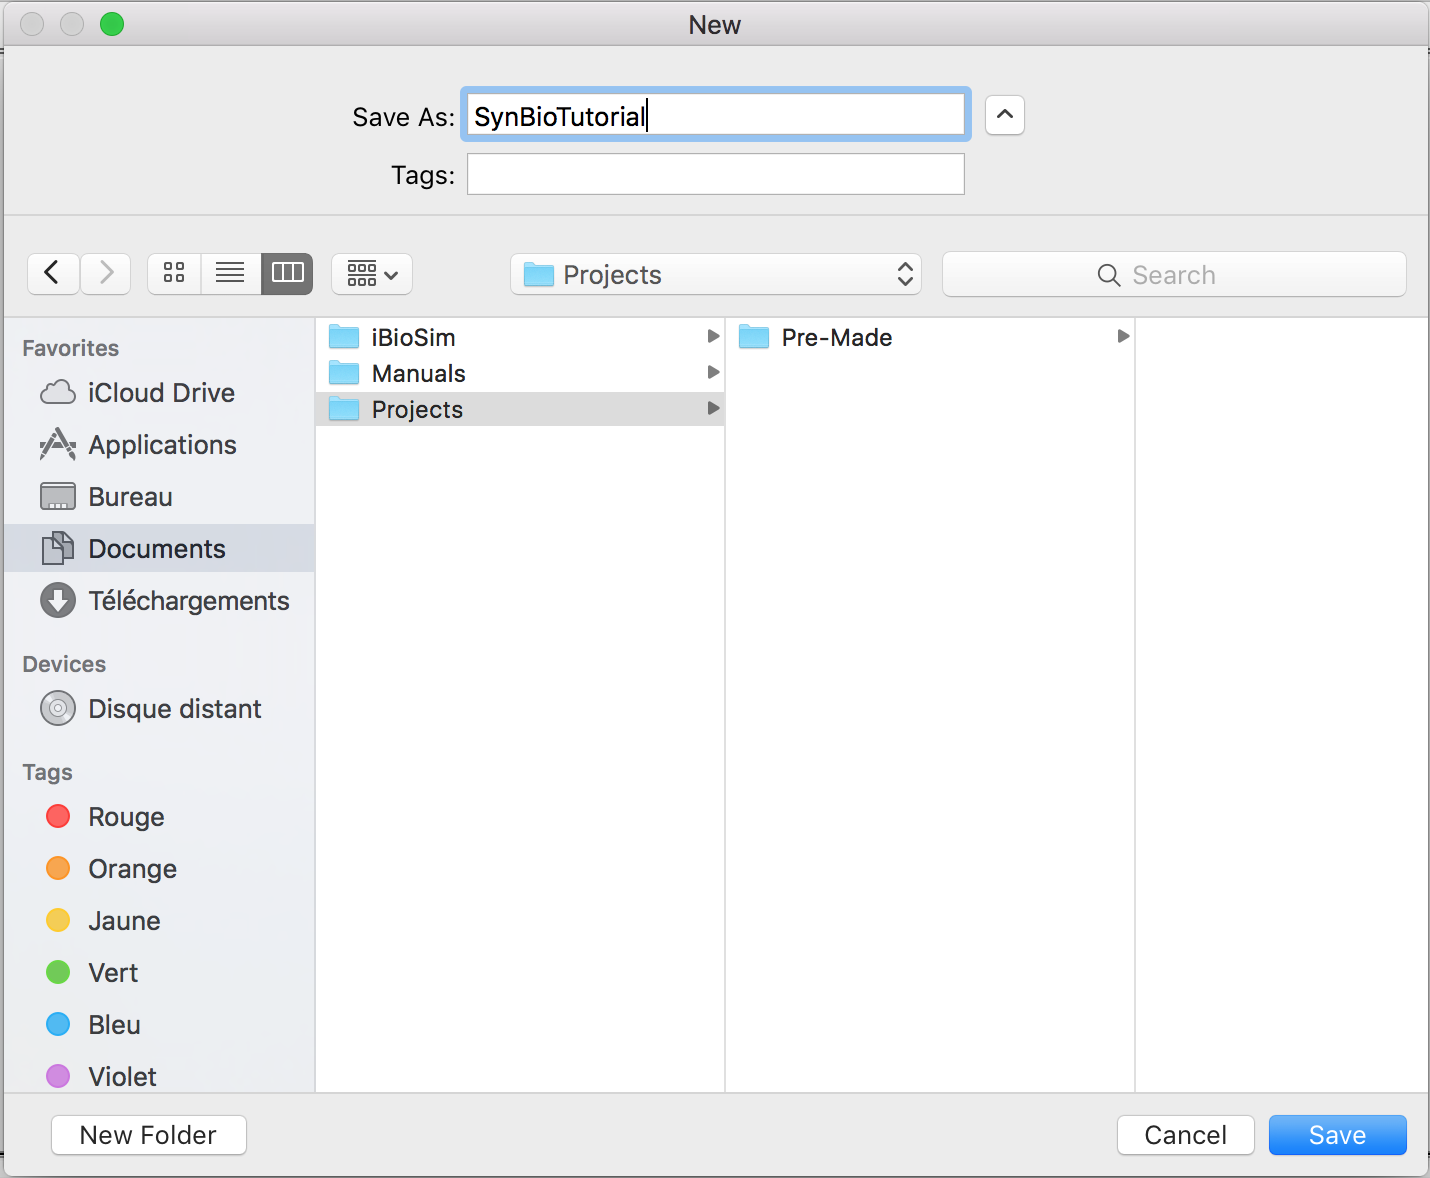 New
Save As: SynBioTutorial
Tags:
Projects
Search
Favorites
iCloud Drive
Applications
Bureau
Documents
Téléchargements
Devices
Disque distant
Tags
Rouge
Orange
Jaune
Vert
Bleu
Violet
iBioSim
Manuals
Projects
Pre-Made
New Folder
Cancel
Save